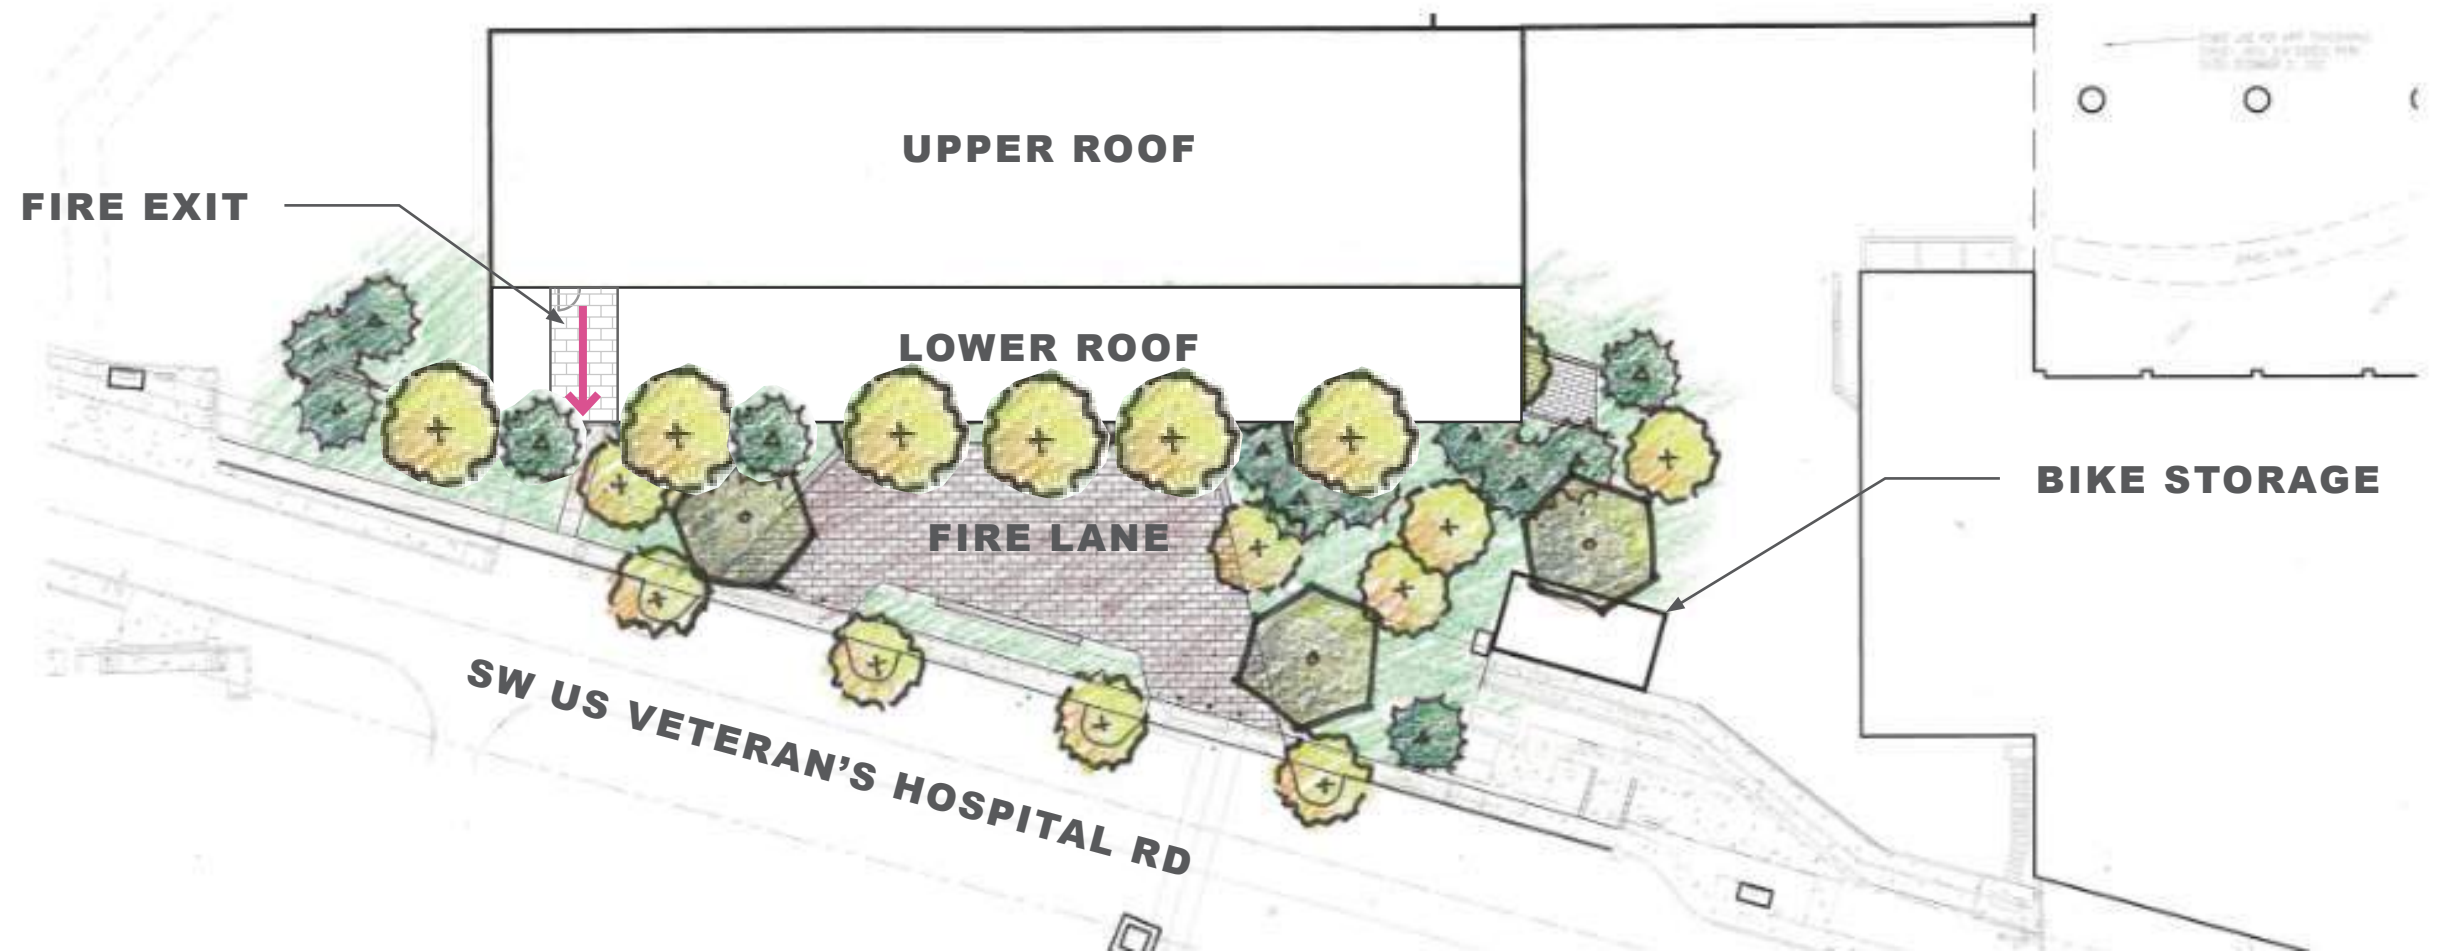 UPPER ROOF
FIRE EXIT
LOWER ROOF
BIKE STORAGE
FIRE LANE
SW US VETERAN’S HOSPITAL RD